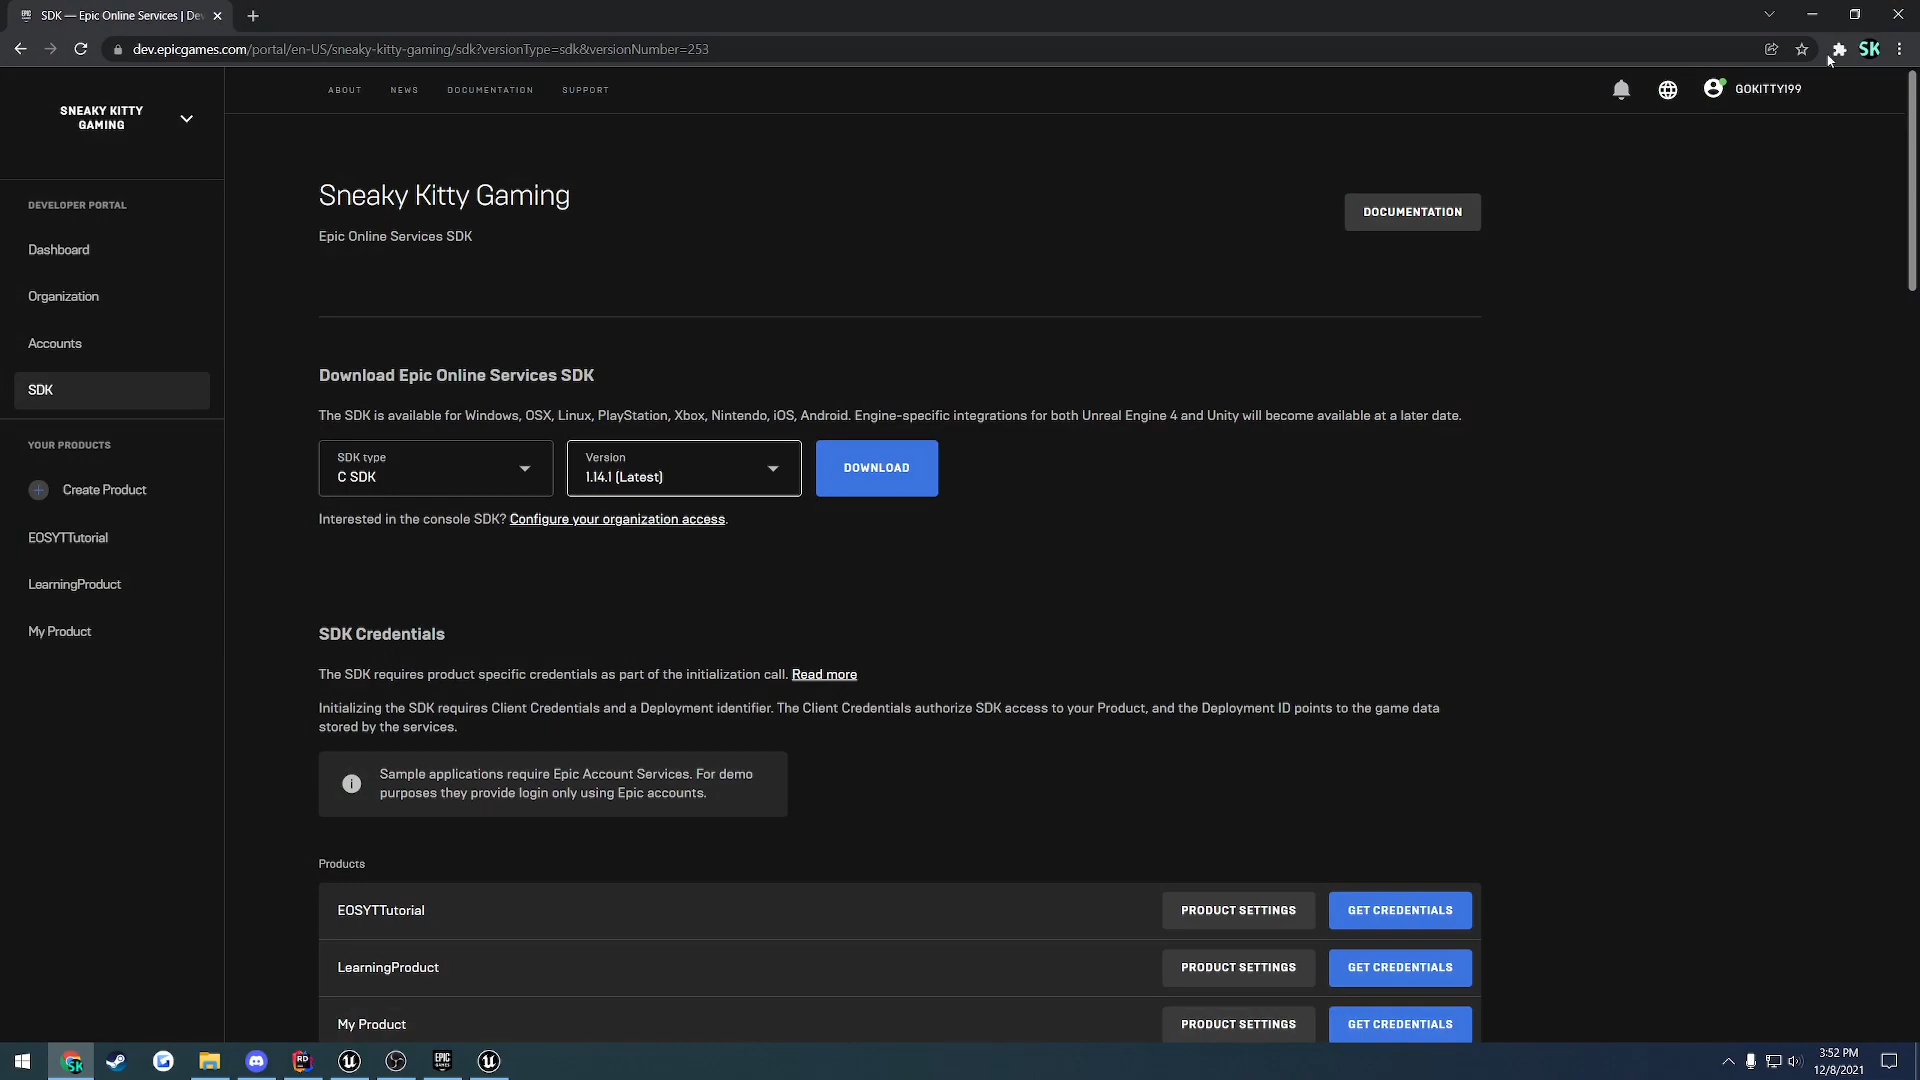 SDK — Epic Online Services | Dev
dev.epicgames.com/portal/en-US/sneaky-kitty-gaming/sdk?versionType=sdk&versionNumber=253
SK
SNEAKY KITTY
GAMING
ABOUT
NEWS
DOCUMENTATION
SUPPORT
GOKITTY199
DEVELOPER PORTAL
Dashboard
Organization
Accounts
SDK
YOUR PRODUCTS
Create Product
EOSYTTutorial
LearningProduct
My Product
Sneaky Kitty Gaming
Epic Online Services SDK
DOCUMENTATION
Download Epic Online Services SDK
The SDK is available for Windows, OSX, Linux, PlayStation, Xbox, Nintendo, iOS, Android. Engine-specific integrations for both Unreal Engine 4 and Unity will become available at a later date.
SDK type
C SDK
Version
1.14.1 (Latest)
DOWNLOAD
Interested in the console SDK? Configure your organization access.
SDK Credentials
The SDK requires product specific credentials as part of the initialization call. Read more
Initializing the SDK requires Client Credentials and a Deployment identifier. The Client Credentials authorize SDK access to your Product, and the Deployment ID points to the game data
stored by the services.
Sample applications require Epic Account Services. For demo
purposes they provide login only using Epic accounts.
Products
EOSYTTutorial
PRODUCT SETTINGS
GET CREDENTIALS
LearningProduct
PRODUCT SETTINGS
GET CREDENTIALS
My Product
PRODUCT SETTINGS
GET CREDENTIALS
SK
RD
EPIC
GAMES
3:52 PM
12/8/2021